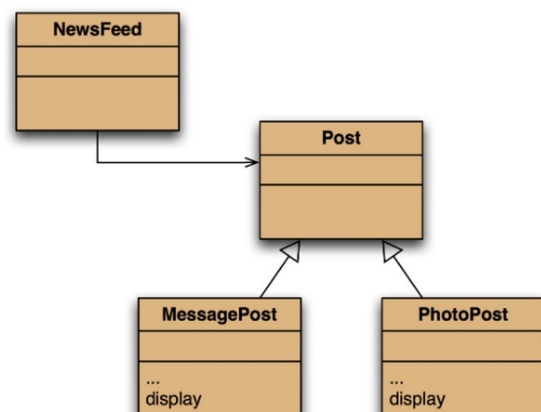 NewsFeed
Post
MessagePost
...
display
PhotoPost
...
display